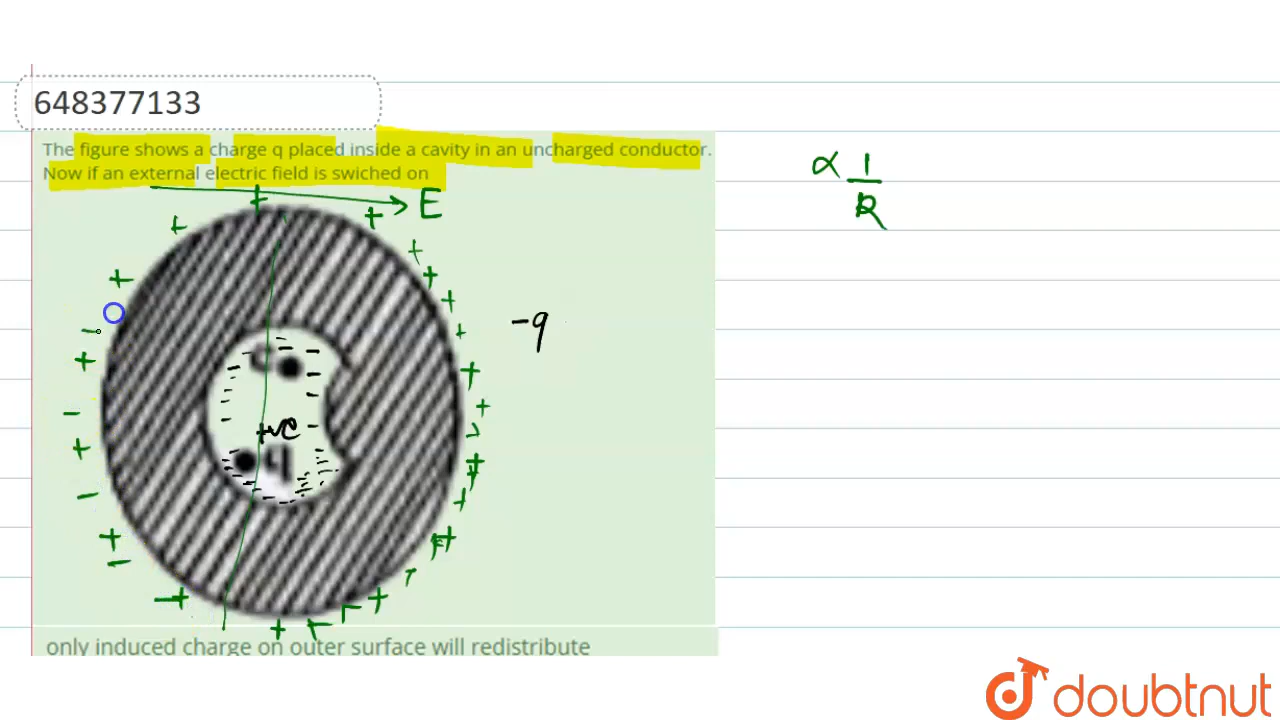 648377133
The figure shows a charge q placed inside a cavity in an uncharged conductor.
Now if an external electric field is swiched on
E
∝ 1/R
-q
C
+ve
q
only induced charge on outer surface will redistribute
doubtnut